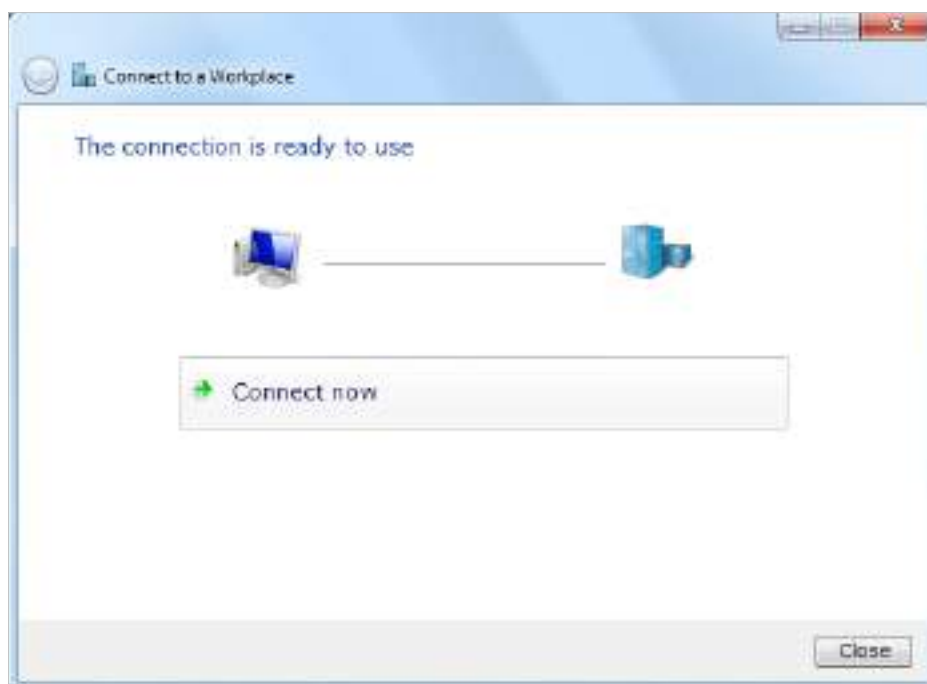 Connect to a Workplace
The connection is ready to use
Connect now
Close